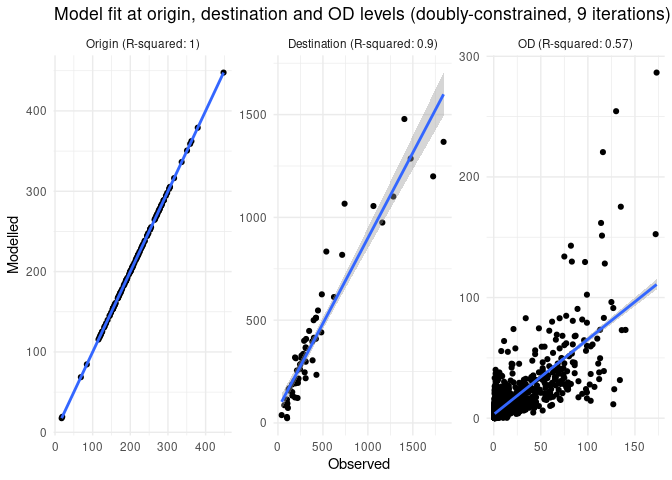 Model fit at origin, destination and OD levels (doubly-constrained, 9 iterations)
Origin (R-squared: 1)
Destination (R-squared: 0.9)
OD (R-squared: 0.57)
Modelled
400
300
200
100
0
0 100 200 300 400
1500
1000
500
0
0 500 1000 1500
300
200
100
0
0 50 100 150
Observed